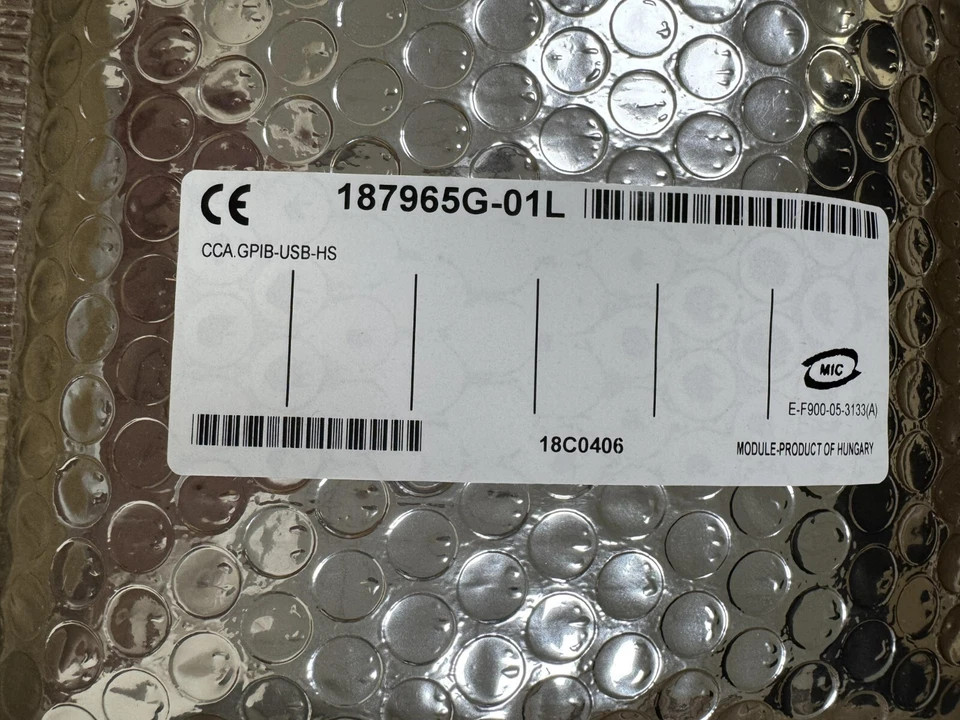 CE 187965G-01L
CCA.GPIB-USB-HS
MIC
E-F900-05-3133(A)
18C0406 MODULE-PRODUCT OF HUNGARY